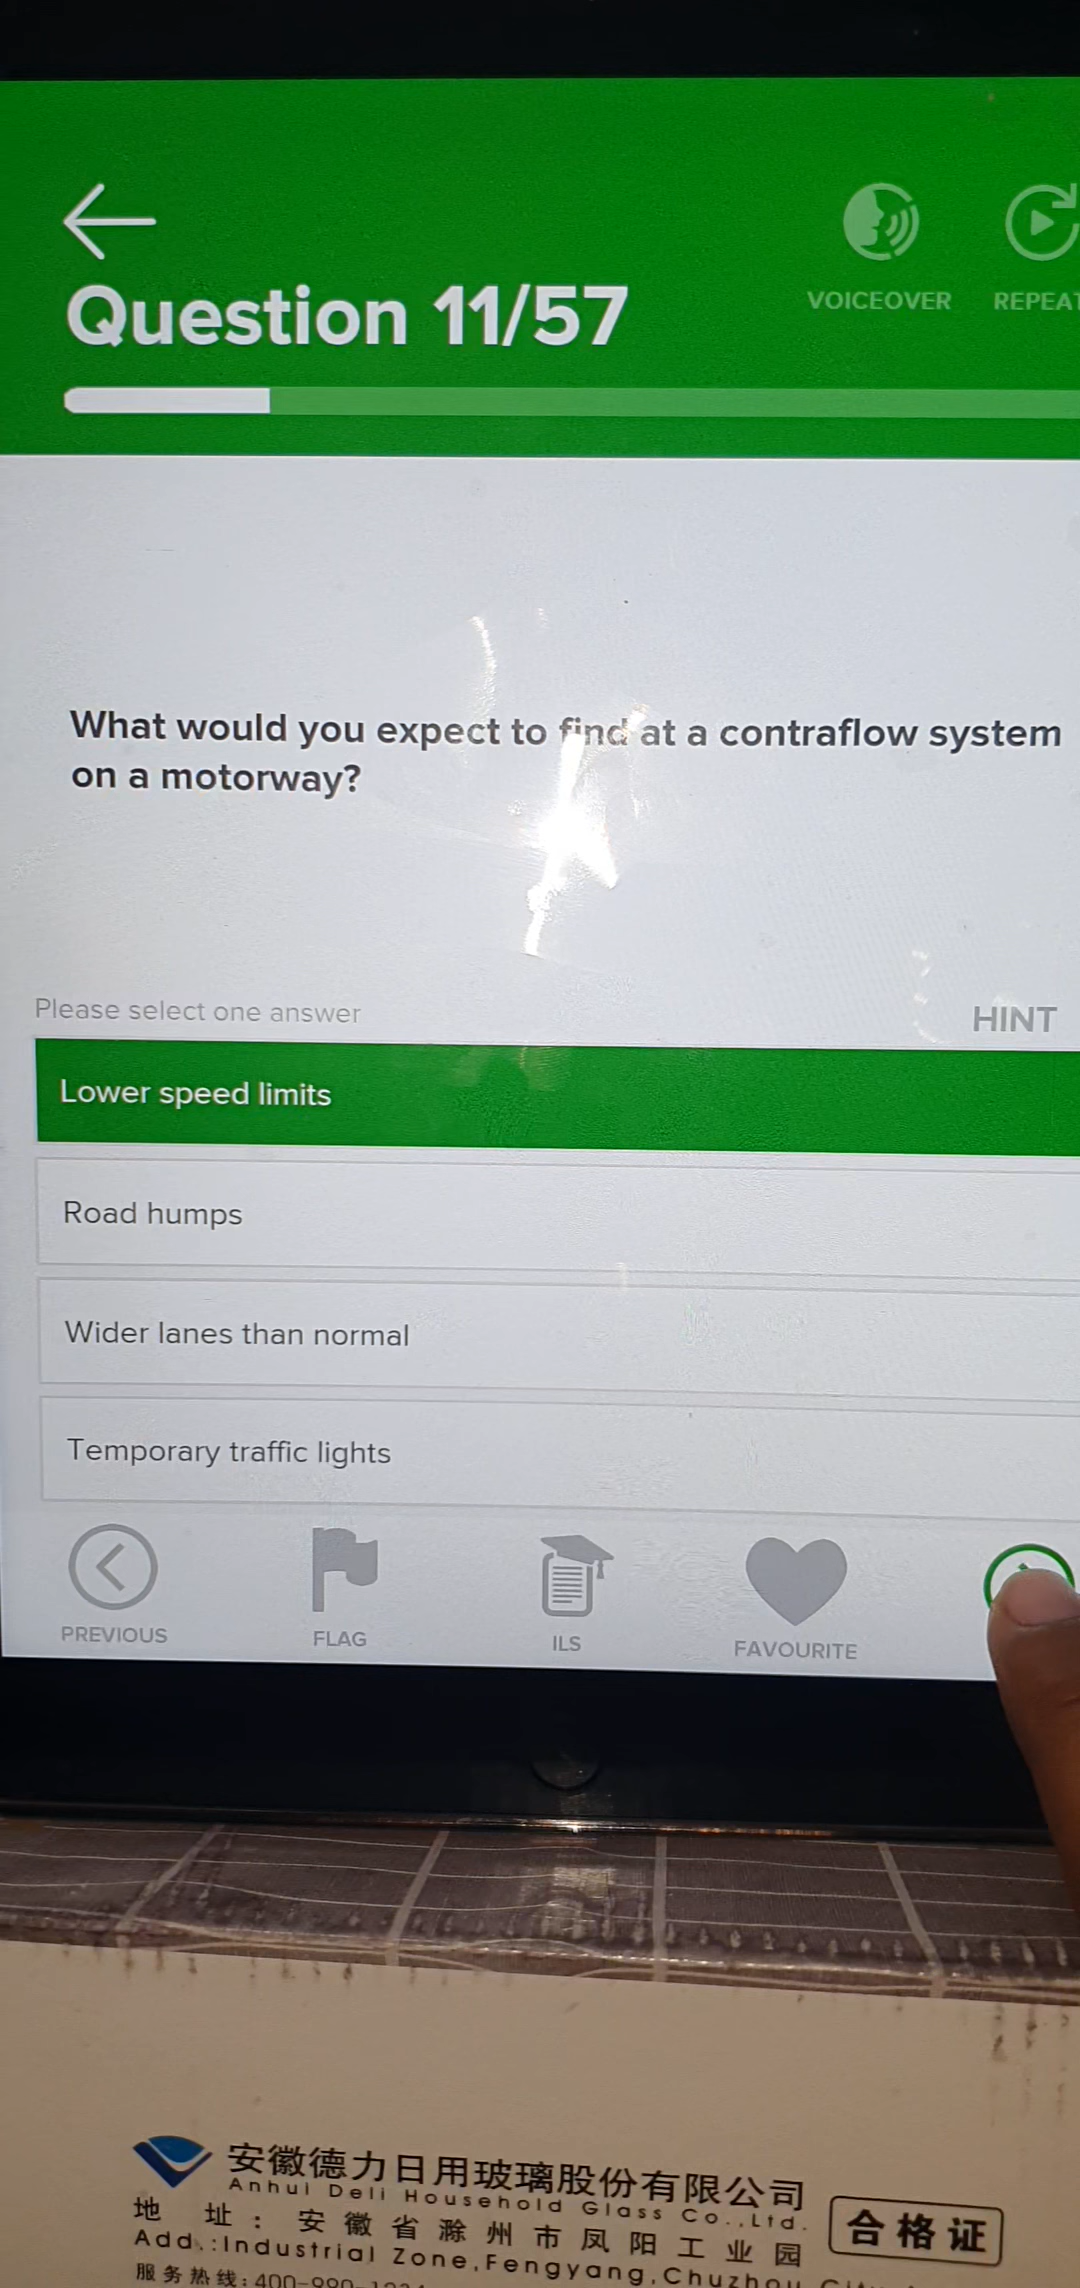 VOICEOVER
REPEAT
Question 11/57
What would you expect to find at a contraflow system
on a motorway?
Please select one answer
HINT
Lower speed limits
Road humps
Wider lanes than normal
Temporary traffic lights
PREVIOUS
FLAG
ILS
FAVOURITE
安徽德力日用玻璃股份有限公司
Anhui Deli Household Glass Co.,Ltd.
地 址：安徽省滁州市凤阳工业园
Add.:Industrial Zone,Fengyang,Chuzhou
服务热线:400-990-
合格证